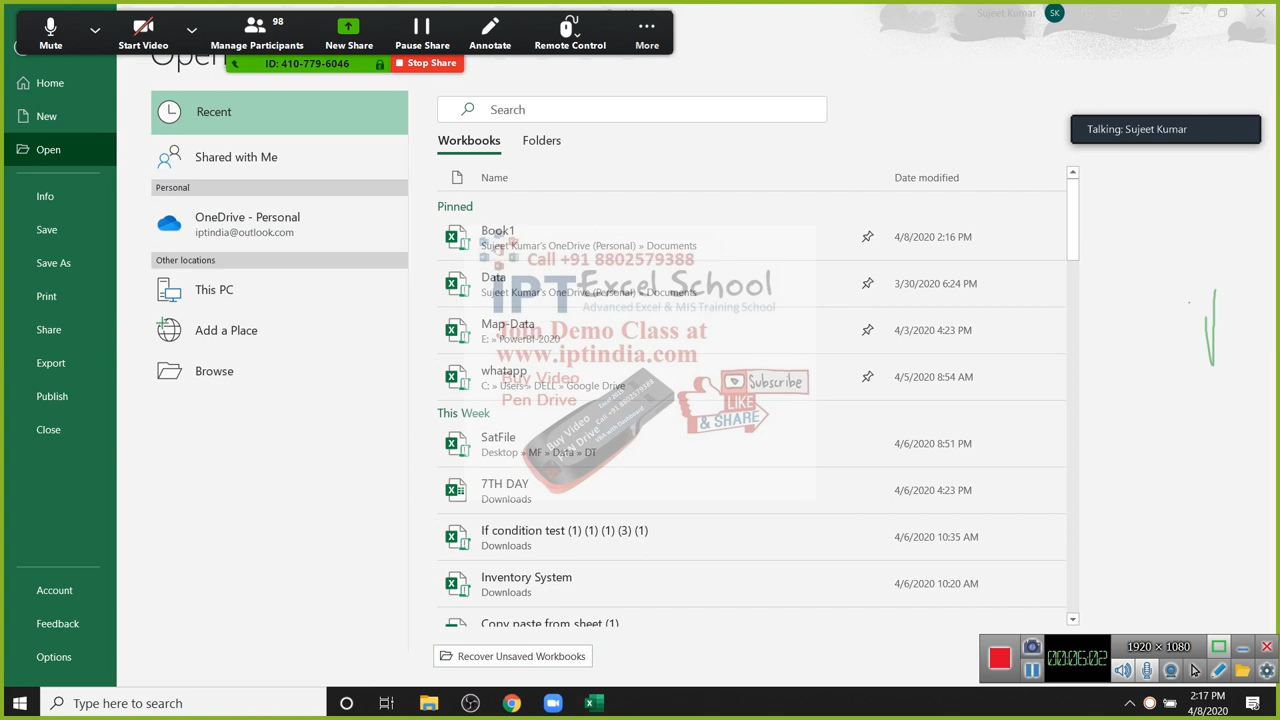 Sujeet Kumar SK
98
Mute Start Video Manage Participants New Share Pause Share Annotate Remote Control More
Open
ID: 410-779-6046 Stop Share
Home
New
Open
Info
Save
Save As
Print
Share
Export
Publish
Close
Account
Feedback
Options
Recent
Shared with Me
Personal
OneDrive - Personal
iptindia@outlook.com
Other locations
This PC
Add a Place
Browse
Search
Workbooks Folders
Name Date modified
Pinned
Book1 4/8/2020 2:16 PM
Sujeet Kumar's OneDrive (Personal) » Documents
Data 3/30/2020 6:24 PM
Sujeet Kumar's OneDrive (Personal) » Documents
Map-Data 4/3/2020 4:23 PM
E: » PowerBI-2020
whatapp 4/5/2020 8:54 AM
C: » Users » DELL » Google Drive
This Week
SatFile 4/6/2020 8:51 PM
Desktop » MF » Data » DT
7TH DAY 4/6/2020 4:23 PM
Downloads
If condition test (1) (1) (1) (3) (1) 4/6/2020 10:35 AM
Downloads
Inventory System 4/6/2020 10:20 AM
Downloads
Copy paste from sheet (1)
Recover Unsaved Workbooks
Call +91 8802579388
IPT Excel School
Advanced Excel & MIS Training School
Join Demo Class at
www.iptindia.com
Buy Video
Pen Drive
Subscribe
LIKE
& SHARE
Buy Video
Call +91 8802579388
Talking: Sujeet Kumar
00:06:02
1920 × 1080
Type here to search
2:17 PM
4/8/2020